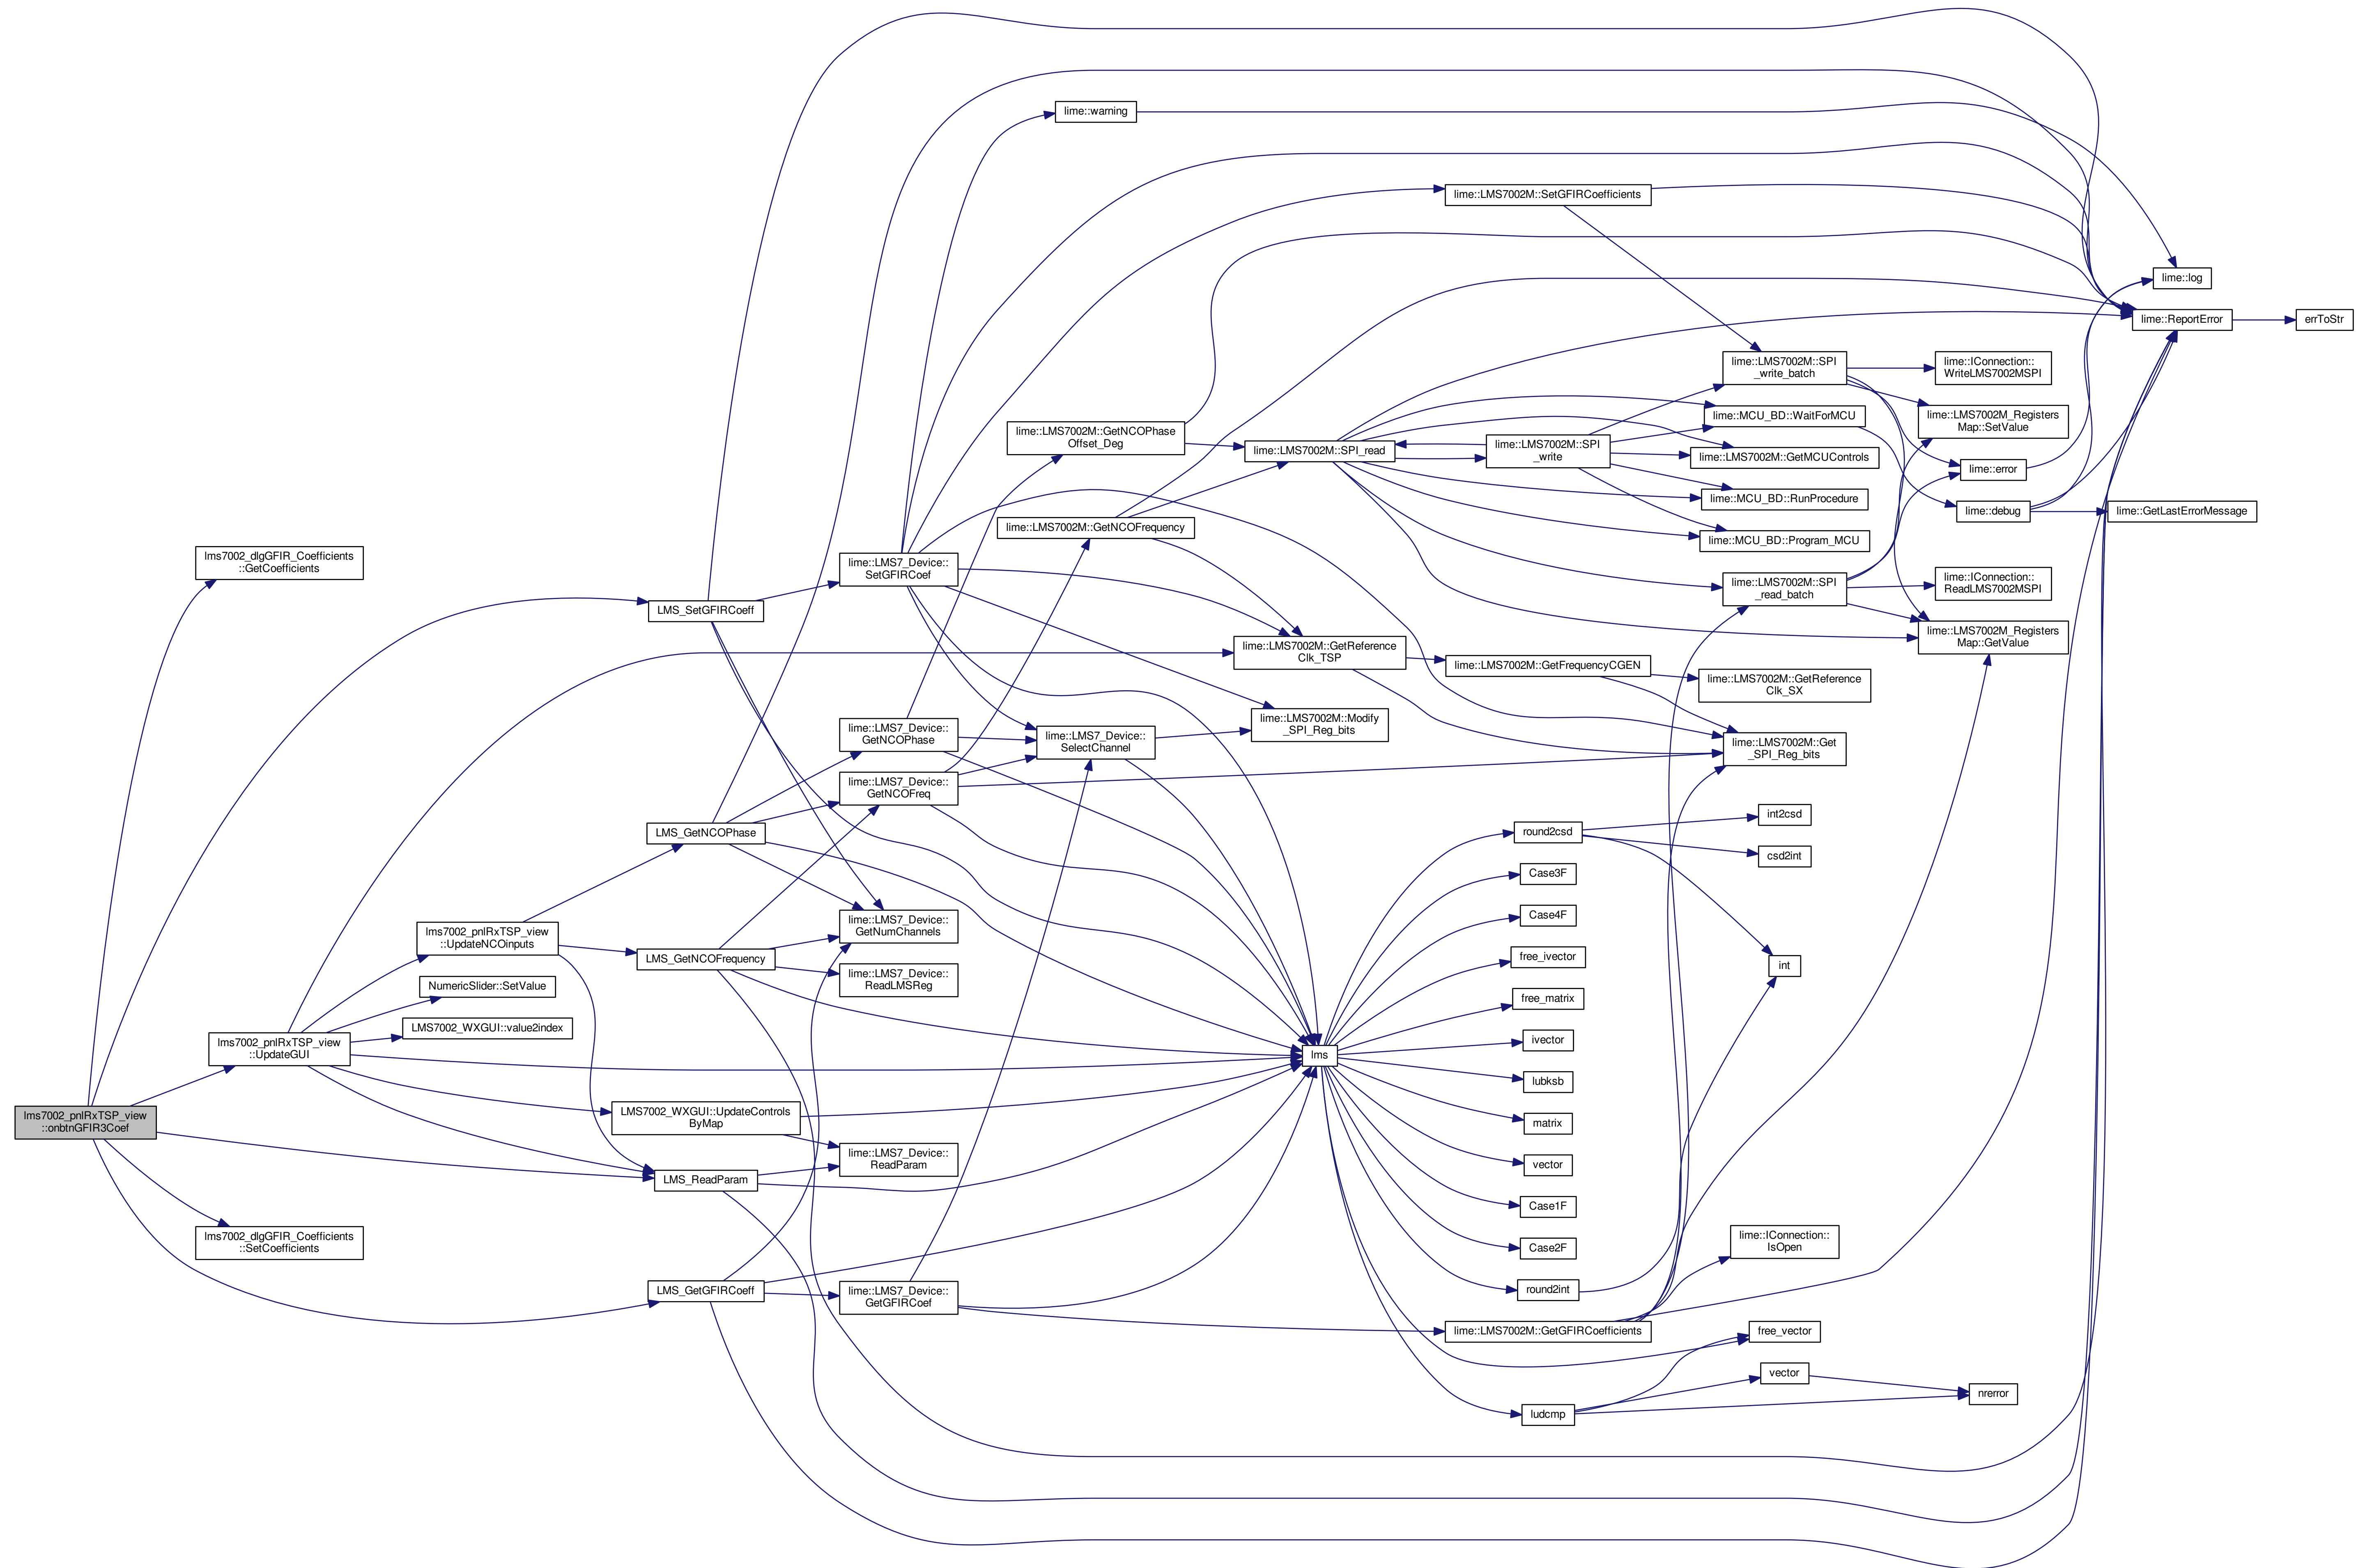 lms7002_pnlRxTSP_view
::onbtnGFIR3Coef
lms7002_dlgGFIR_Coefficients
::GetCoefficients
lms7002_pnlRxTSP_view
::UpdateGUI
lms7002_dlgGFIR_Coefficients
::SetCoefficients
lms7002_pnlRxTSP_view
::UpdateNCOinputs
NumericSlider::SetValue
LMS7002_WXGUI::value2index
LMS_SetGFIRCoeff
LMS_GetNCOPhase
LMS_GetNCOFrequency
LMS7002_WXGUI::UpdateControls
ByMap
LMS_ReadParam
LMS_GetGFIRCoeff
lime::LMS7_Device::
SetGFIRCoef
lime::LMS7_Device::
GetNCOPhase
lime::LMS7_Device::
GetNCOFreq
lime::LMS7_Device::
GetNumChannels
lime::LMS7_Device::
ReadLMSReg
lime::LMS7_Device::
ReadParam
lime::LMS7_Device::
GetGFIRCoef
lime::warning
lime::LMS7002M::GetNCOPhase
Offset_Deg
lime::LMS7002M::GetNCOFrequency
lime::LMS7_Device::
SelectChannel
lime::LMS7002M::SPI_read
lime::LMS7002M::GetReference
Clk_TSP
lime::LMS7002M::Modify
_SPI_Reg_bits
lms
lime::LMS7002M::SetGFIRCoefficients
lime::LMS7002M::SPI
_write
lime::LMS7002M::GetFrequencyCGEN
round2csd
Case3F
Case4F
free_ivector
free_matrix
ivector
lubksb
matrix
vector
Case1F
Case2F
round2int
lime::LMS7002M::GetGFIRCoefficients
ludcmp
lime::LMS7002M::SPI
_write_batch
lime::MCU_BD::WaitForMCU
lime::LMS7002M::GetMCUControls
lime::MCU_BD::RunProcedure
lime::MCU_BD::Program_MCU
lime::LMS7002M::SPI
_read_batch
lime::LMS7002M::GetReference
Clk_SX
lime::LMS7002M::Get
_SPI_Reg_bits
int2csd
csd2int
int
lime::IConnection::
IsOpen
free_vector
vector
lime::IConnection::
WriteLMS7002MSPI
lime::LMS7002M_Registers
Map::SetValue
lime::error
lime::debug
lime::IConnection::
ReadLMS7002MSPI
lime::LMS7002M_Registers
Map::GetValue
nrerror
lime::log
lime::ReportError
lime::GetLastErrorMessage
errToStr